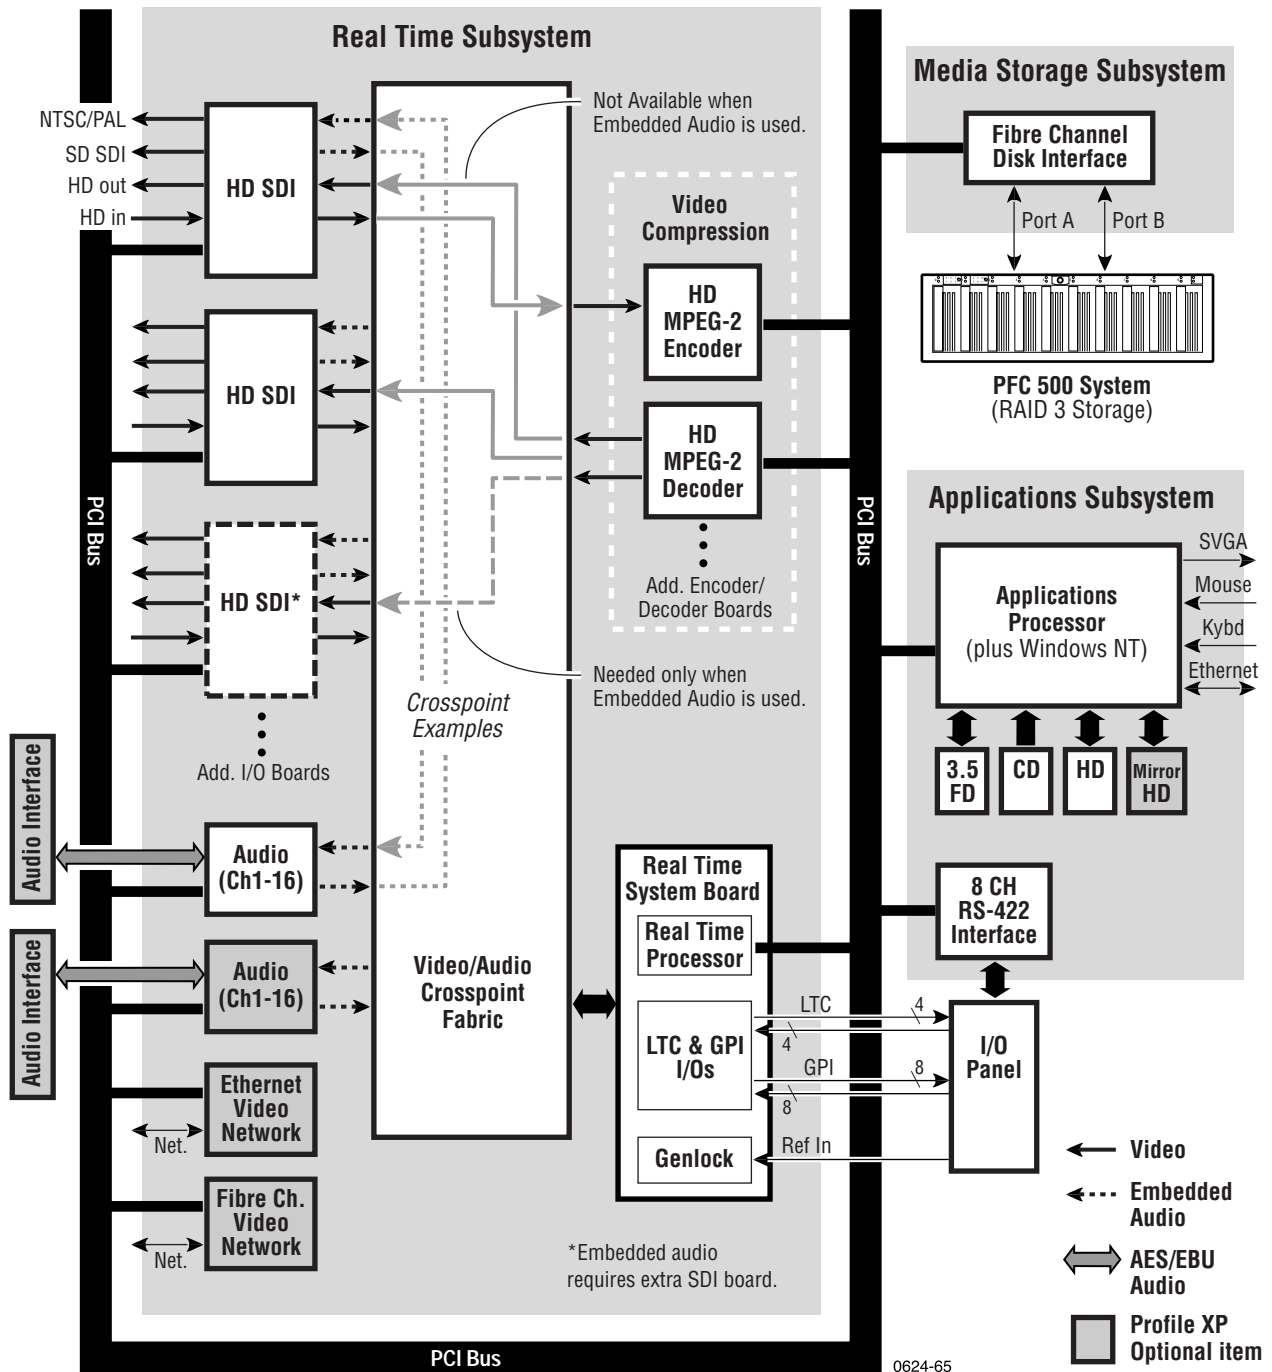 Real Time Subsystem
NTSC/PAL
SD SDI
HD out
HD in
HD SDI
Not Available when
Embedded Audio is used.
Video
Compression
HD
MPEG-2
Encoder
HD SDI
HD
MPEG-2
Decoder
Add. Encoder/
Decoder Boards
HD SDI*
Needed only when
Embedded Audio is used.
Crosspoint
Examples
Add. I/O Boards
PCI Bus
PCI Bus
Audio Interface
Audio
(Ch1-16)
Audio Interface
Audio
(Ch1-16)
Video/Audio
Crosspoint
Fabric
Ethernet
Video
Network
Net.
Fibre Ch.
Video
Network
Net.
Real Time
System Board
Real Time
Processor
LTC & GPI
I/Os
Genlock
LTC
4
4
GPI
8
8
Ref In
*Embedded audio
requires extra SDI board.
Media Storage Subsystem
Fibre Channel
Disk Interface
Port A
Port B
PFC 500 System
(RAID 3 Storage)
Applications Subsystem
Applications
Processor
(plus Windows NT)
SVGA
Mouse
Kybd
Ethernet
3.5
FD
CD
HD
Mirror
HD
8 CH
RS-422
Interface
I/O
Panel
Video
Embedded
Audio
AES/EBU
Audio
Profile XP
Optional item
PCI Bus
0624-65